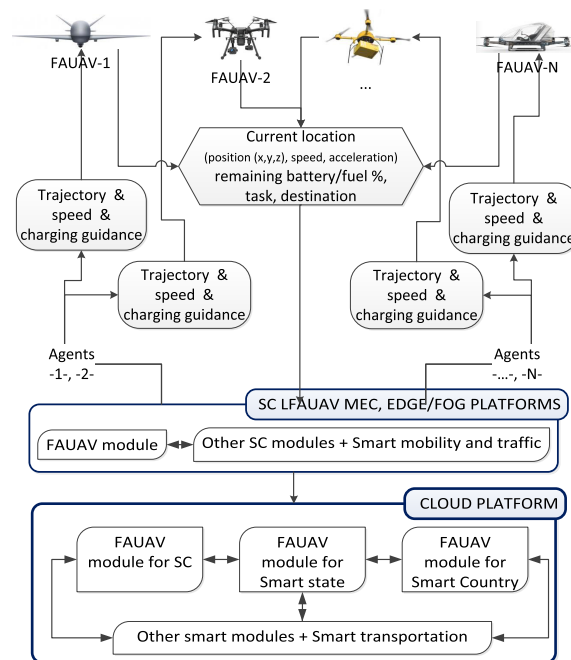 FAUAV-1
FAUAV-2
...
FAUAV-N
Current location
(position (x,y,z), speed, acceleration)
remaining battery/fuel %,
task, destination
Trajectory &
speed &
charging guidance
Trajectory &
speed &
charging guidance
Trajectory &
speed &
charging guidance
Trajectory &
speed &
charging guidance
Agents
-1-, -2-
Agents
-...-, -N-
SC LFAUAV MEC, EDGE/FOG PLATFORMS
FAUAV module
Other SC modules + Smart mobility and traffic
CLOUD PLATFORM
FAUAV
module for SC
FAUAV
module for
Smart state
FAUAV
module for
Smart Country
Other smart modules + Smart transportation